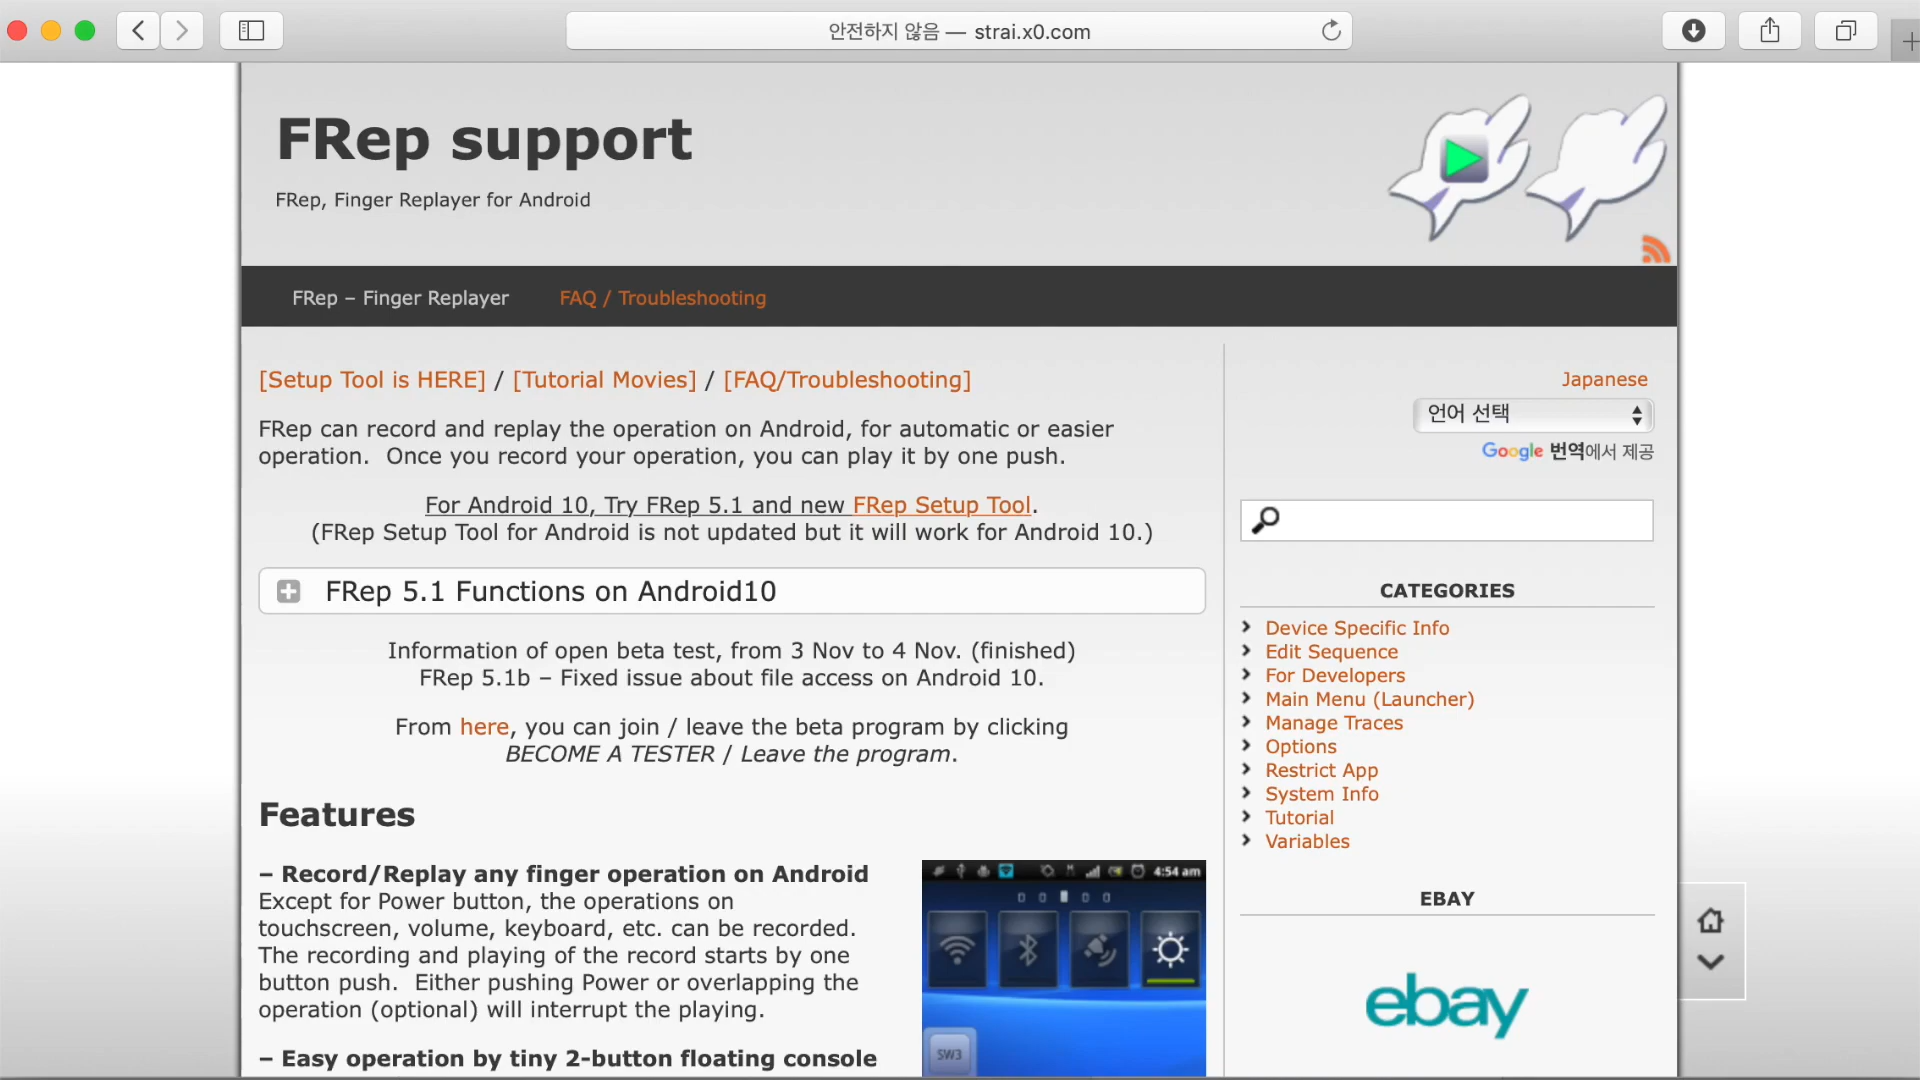 안전하지 않음 — strai.x0.com
FRep support
FRep, Finger Replayer for Android
FRep – Finger Replayer
FAQ / Troubleshooting
[Setup Tool is HERE] / [Tutorial Movies] / [FAQ/Troubleshooting]
FRep can record and replay the operation on Android, for automatic or easier
operation. Once you record your operation, you can play it by one push.
For Android 10, Try FRep 5.1 and new FRep Setup Tool.
(FRep Setup Tool for Android is not updated but it will work for Android 10.)
FRep 5.1 Functions on Android10
Information of open beta test, from 3 Nov to 4 Nov. (finished)
FRep 5.1b – Fixed issue about file access on Android 10.
From here, you can join / leave the beta program by clicking
BECOME A TESTER / Leave the program.
Features
– Record/Replay any finger operation on Android
Except for Power button, the operations on
touchscreen, volume, keyboard, etc. can be recorded.
The recording and playing of the record starts by one
button push. Either pushing Power or overlapping the
operation (optional) will interrupt the playing.
– Easy operation by tiny 2-button floating console
4:54 am
SW3
Japanese
언어 선택
Google 번역에서 제공
CATEGORIES
Device Specific Info
Edit Sequence
For Developers
Main Menu (Launcher)
Manage Traces
Options
Restrict App
System Info
Tutorial
Variables
EBAY
ebay